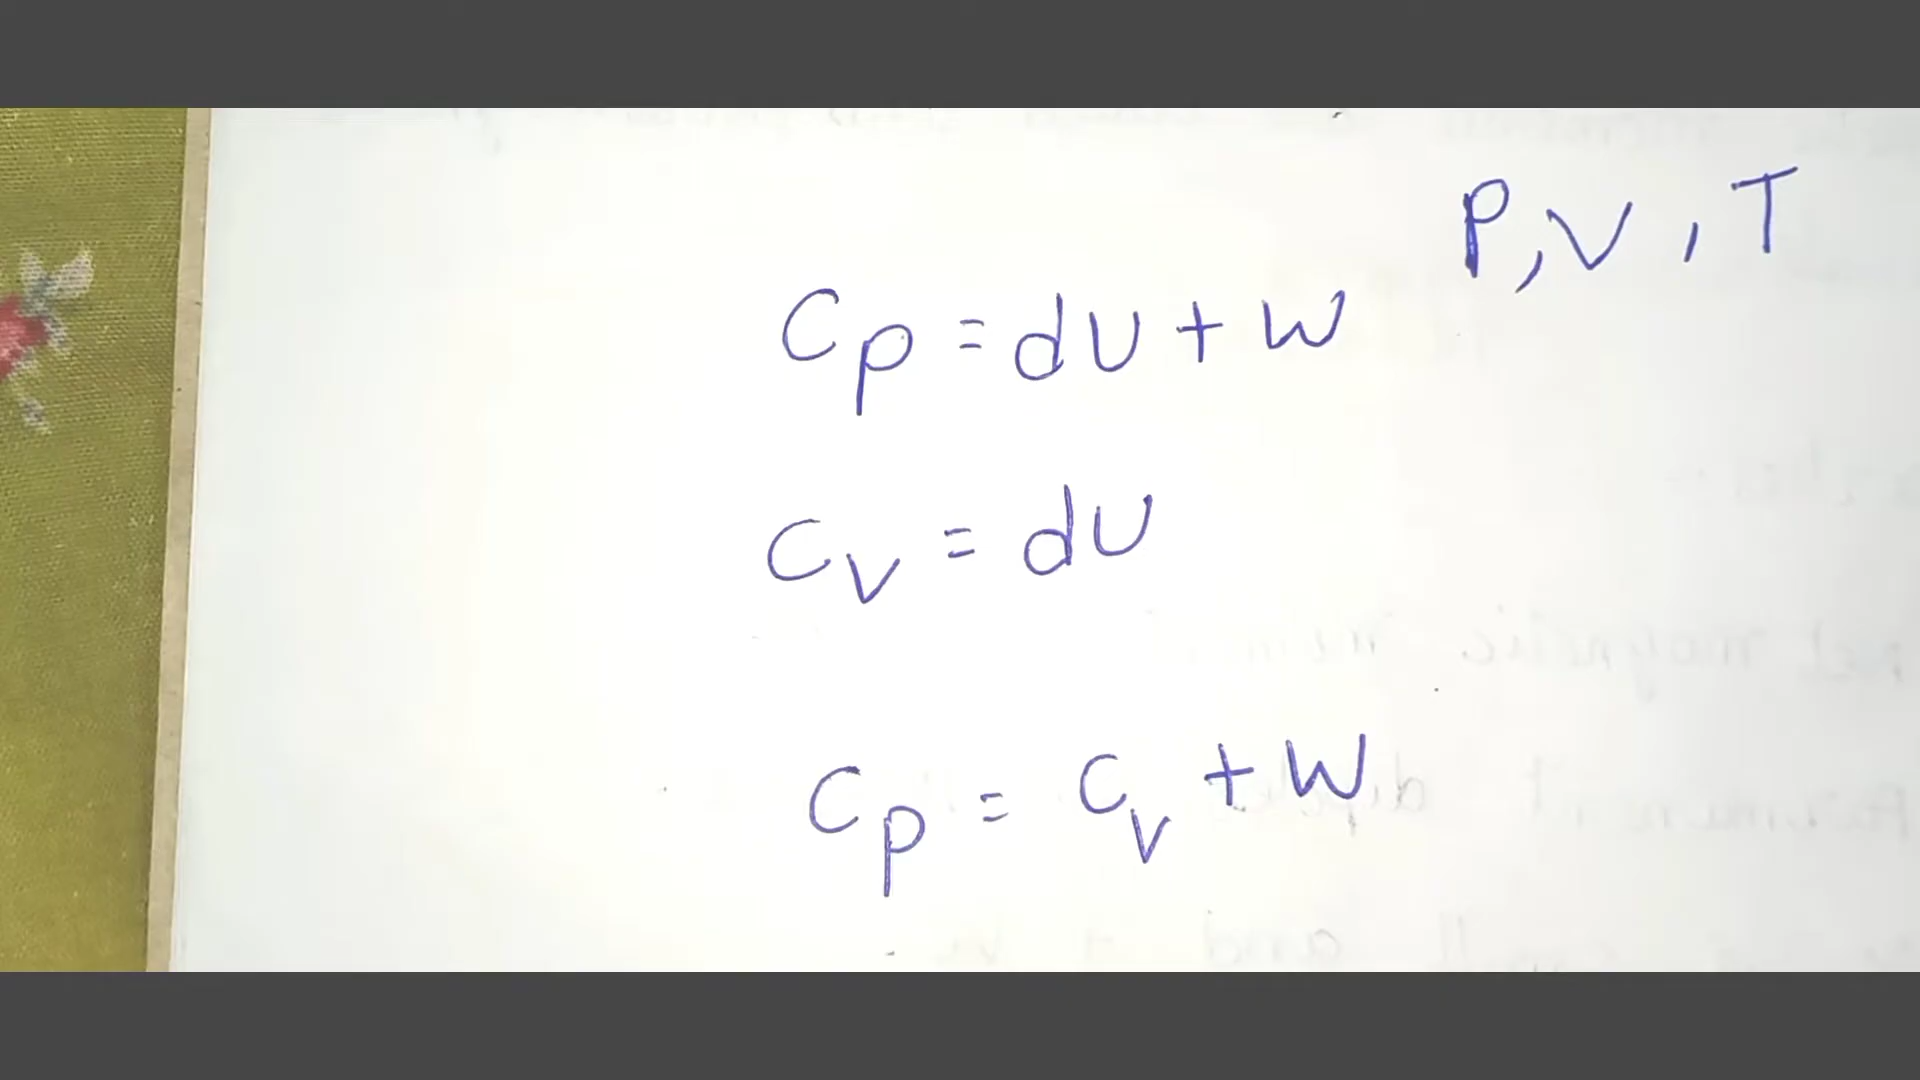 P, V, T
Cp = dU + W
Cv = dU
Cp = Cv + W